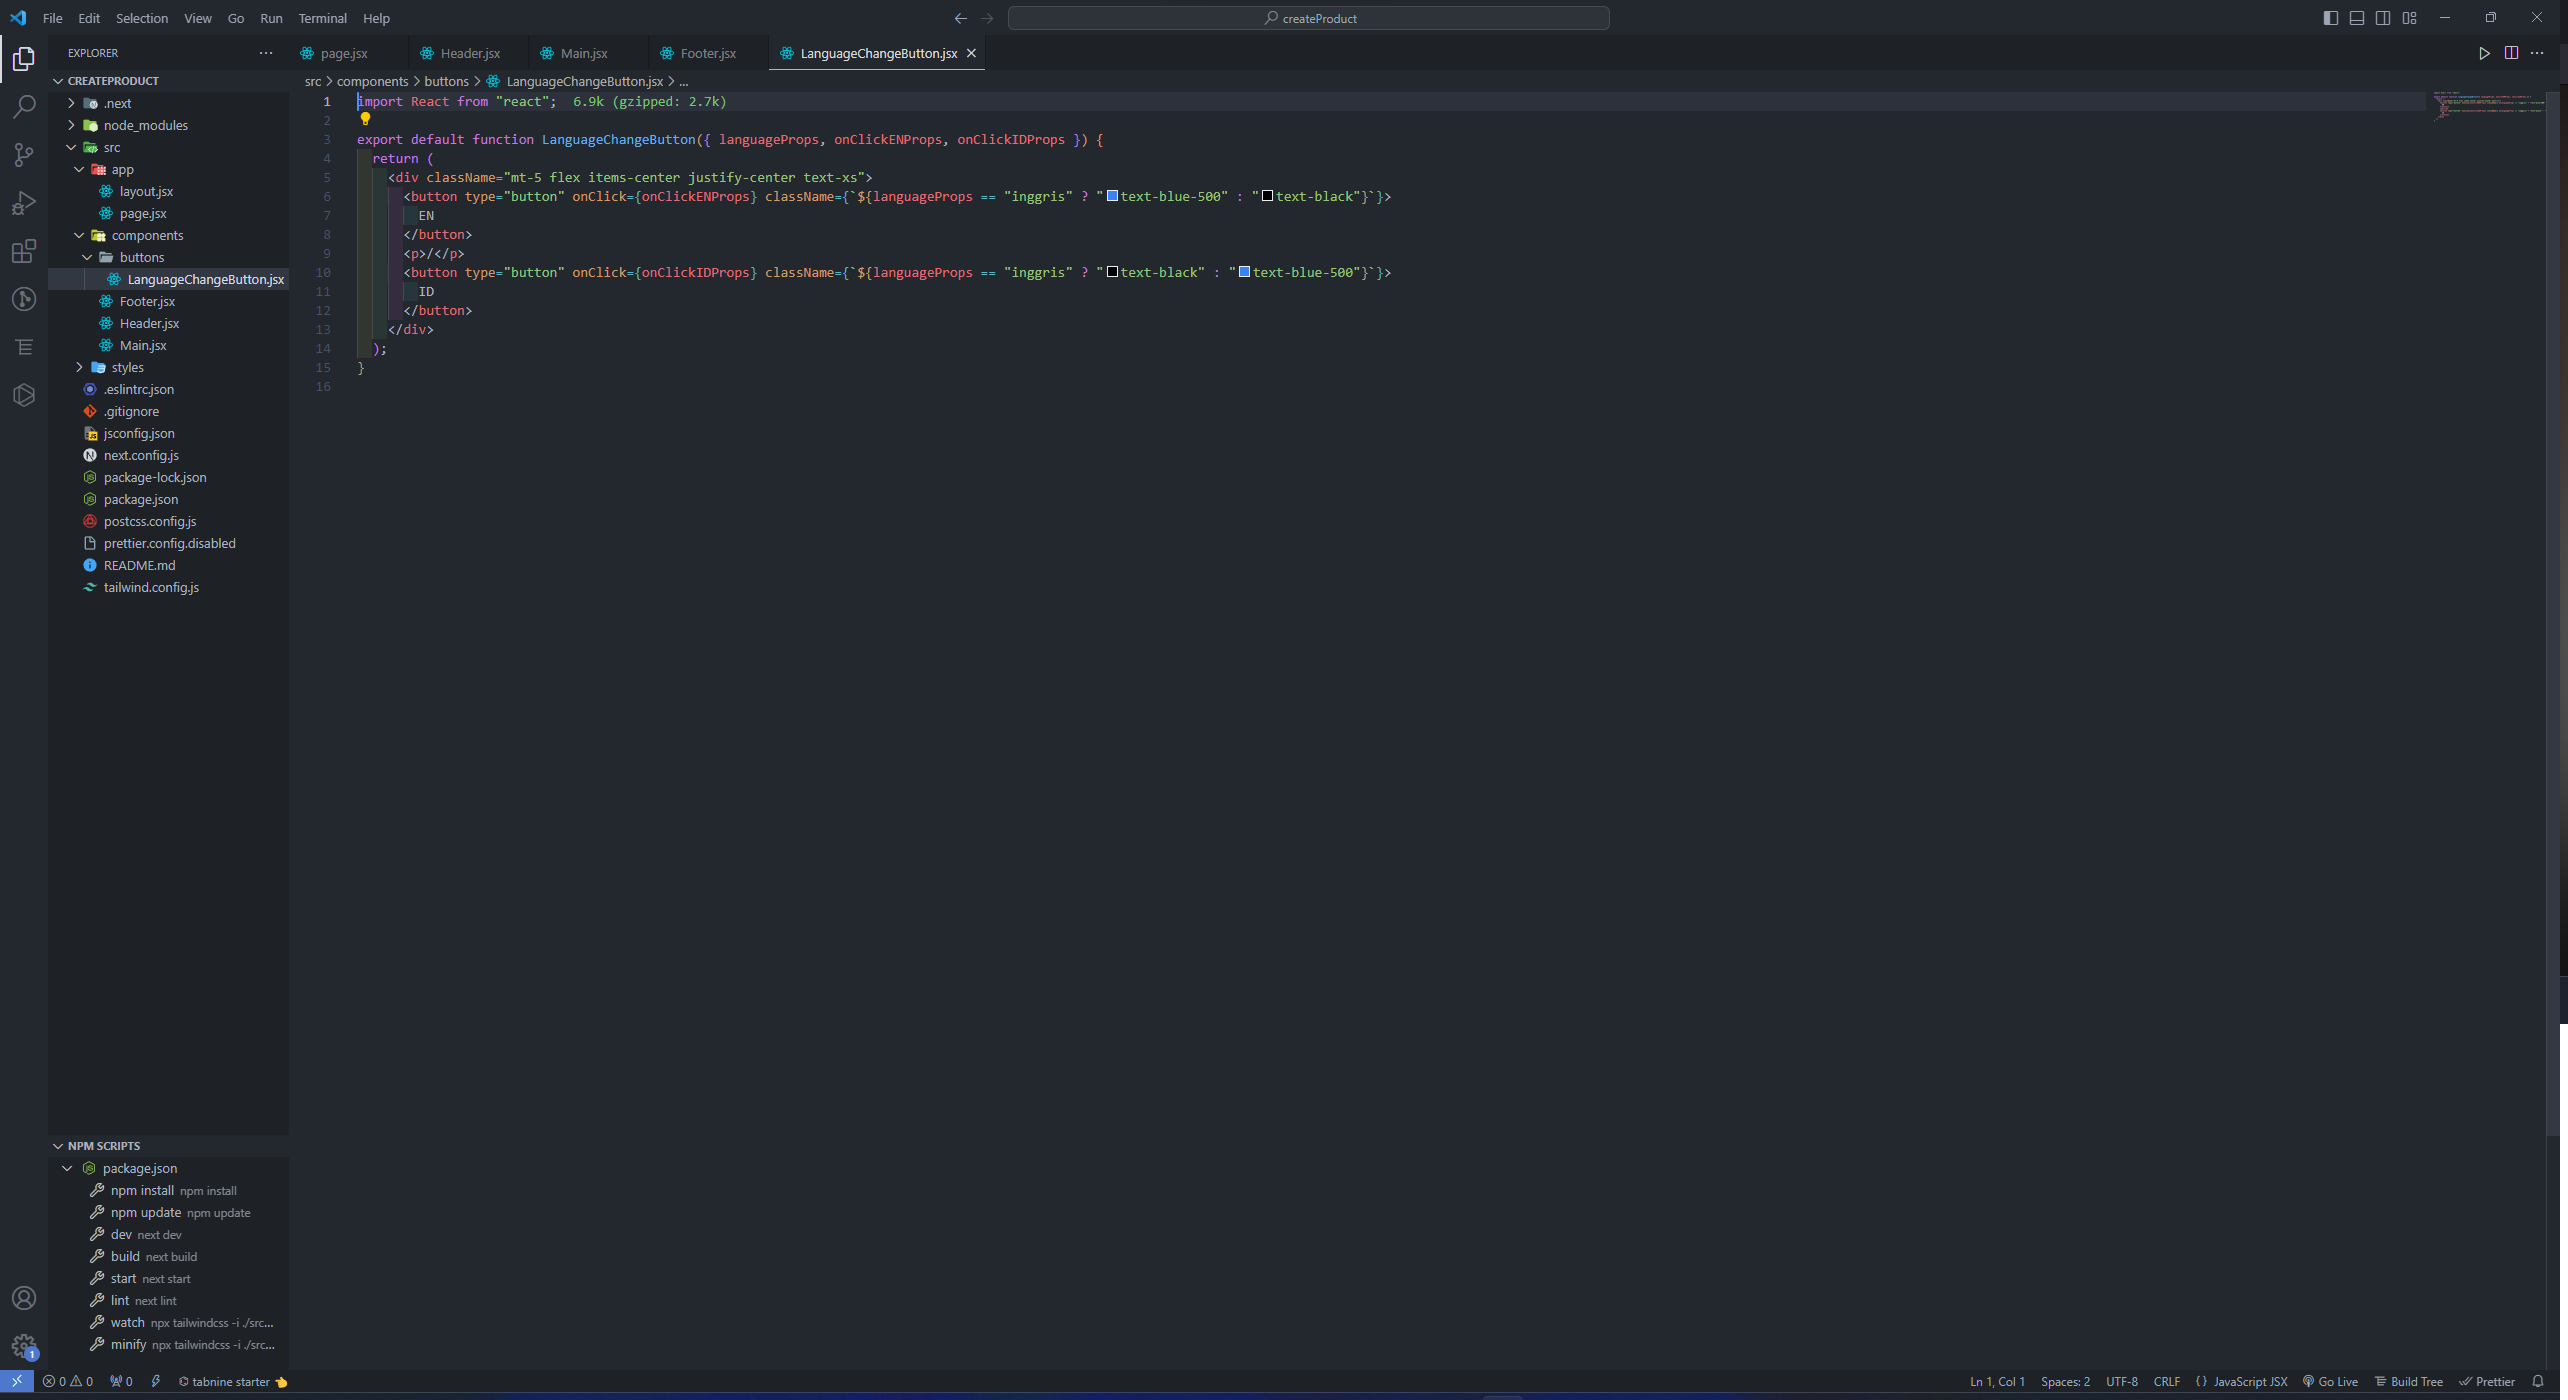 File Edit Selection View Go Run Terminal Help
createProduct
EXPLORER
page.jsx
Header.jsx
Main.jsx
Footer.jsx
LanguageChangeButton.jsx
CREATEPRODUCT
.next
node_modules
src
app
layout.jsx
page.jsx
components
buttons
LanguageChangeButton.jsx
Footer.jsx
Header.jsx
Main.jsx
styles
.eslintrc.json
.gitignore
jsconfig.json
next.config.js
package-lock.json
package.json
postcss.config.js
prettier.config.disabled
README.md
tailwind.config.js
src > components > buttons > LanguageChangeButton.jsx > ...
1 import React from "react"; 6.9k (gzipped: 2.7k)
2
3 export default function LanguageChangeButton({ languageProps, onClickENProps, onClickIDProps }) {
4 return (
5 <div className="mt-5 flex items-center justify-center text-xs">
6 <button type="button" onClick={onClickENProps} className={`${languageProps == "inggris" ? "text-blue-500" : "text-black"}`}>
7 EN
8 </button>
9 <p>/</p>
10 <button type="button" onClick={onClickIDProps} className={`${languageProps == "inggris" ? "text-black" : "text-blue-500"}`}>
11 ID
12 </button>
13 </div>
14 );
15 }
16
NPM SCRIPTS
package.json
npm install npm install
npm update npm update
dev next dev
build next build
start next start
lint next lint
watch npx tailwindcss -i ./src...
minify npx tailwindcss -i ./src...
1
0 0 0 tabnine starter
Ln 1, Col 1 Spaces: 2 UTF-8 CRLF {} JavaScript JSX Go Live Build Tree Prettier